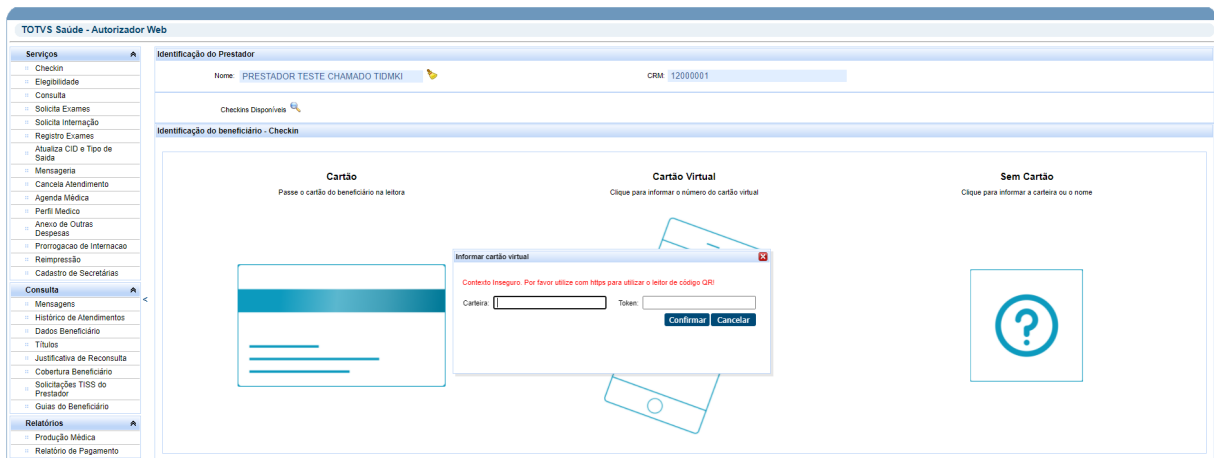 TOTVS Saúde - Autorizador Web
Serviços
Checkin
Elegibilidade
Consulta
Solicita Exames
Solicita Internação
Registro Exames
Atualiza CID e Tipo de
Saida
Mensageria
Cancela Atendimento
Agenda Médica
Perfil Medico
Anexo de Outras
Despesas
Prorrogacao de Internacao
Reimpressão
Cadastro de Secretárias
Consulta
Mensagens
Histórico de Atendimentos
Dados Beneficiário
Títulos
Justificativa de Reconsulta
Cobertura Beneficiário
Solicitações TISS do
Prestador
Guias do Beneficiário
Relatórios
Produção Médica
Relatório de Pagamento
<
Identificação do Prestador
Nome: PRESTADOR TESTE CHAMADO TIDMKI CRM: 12000001
Checkins Disponíveis
Identificação do beneficiário - Checkin
Cartão
Passe o cartão do beneficiário na leitora
Cartão Virtual
Clique para informar o número do cartão virtual
Sem Cartão
Clique para informar a carteira ou o nome
Informar cartão virtual
Contexto Inseguro. Por favor utilize com https para utilizar o leitor de código QR!
Carteira: Token:
Confirmar Cancelar
?